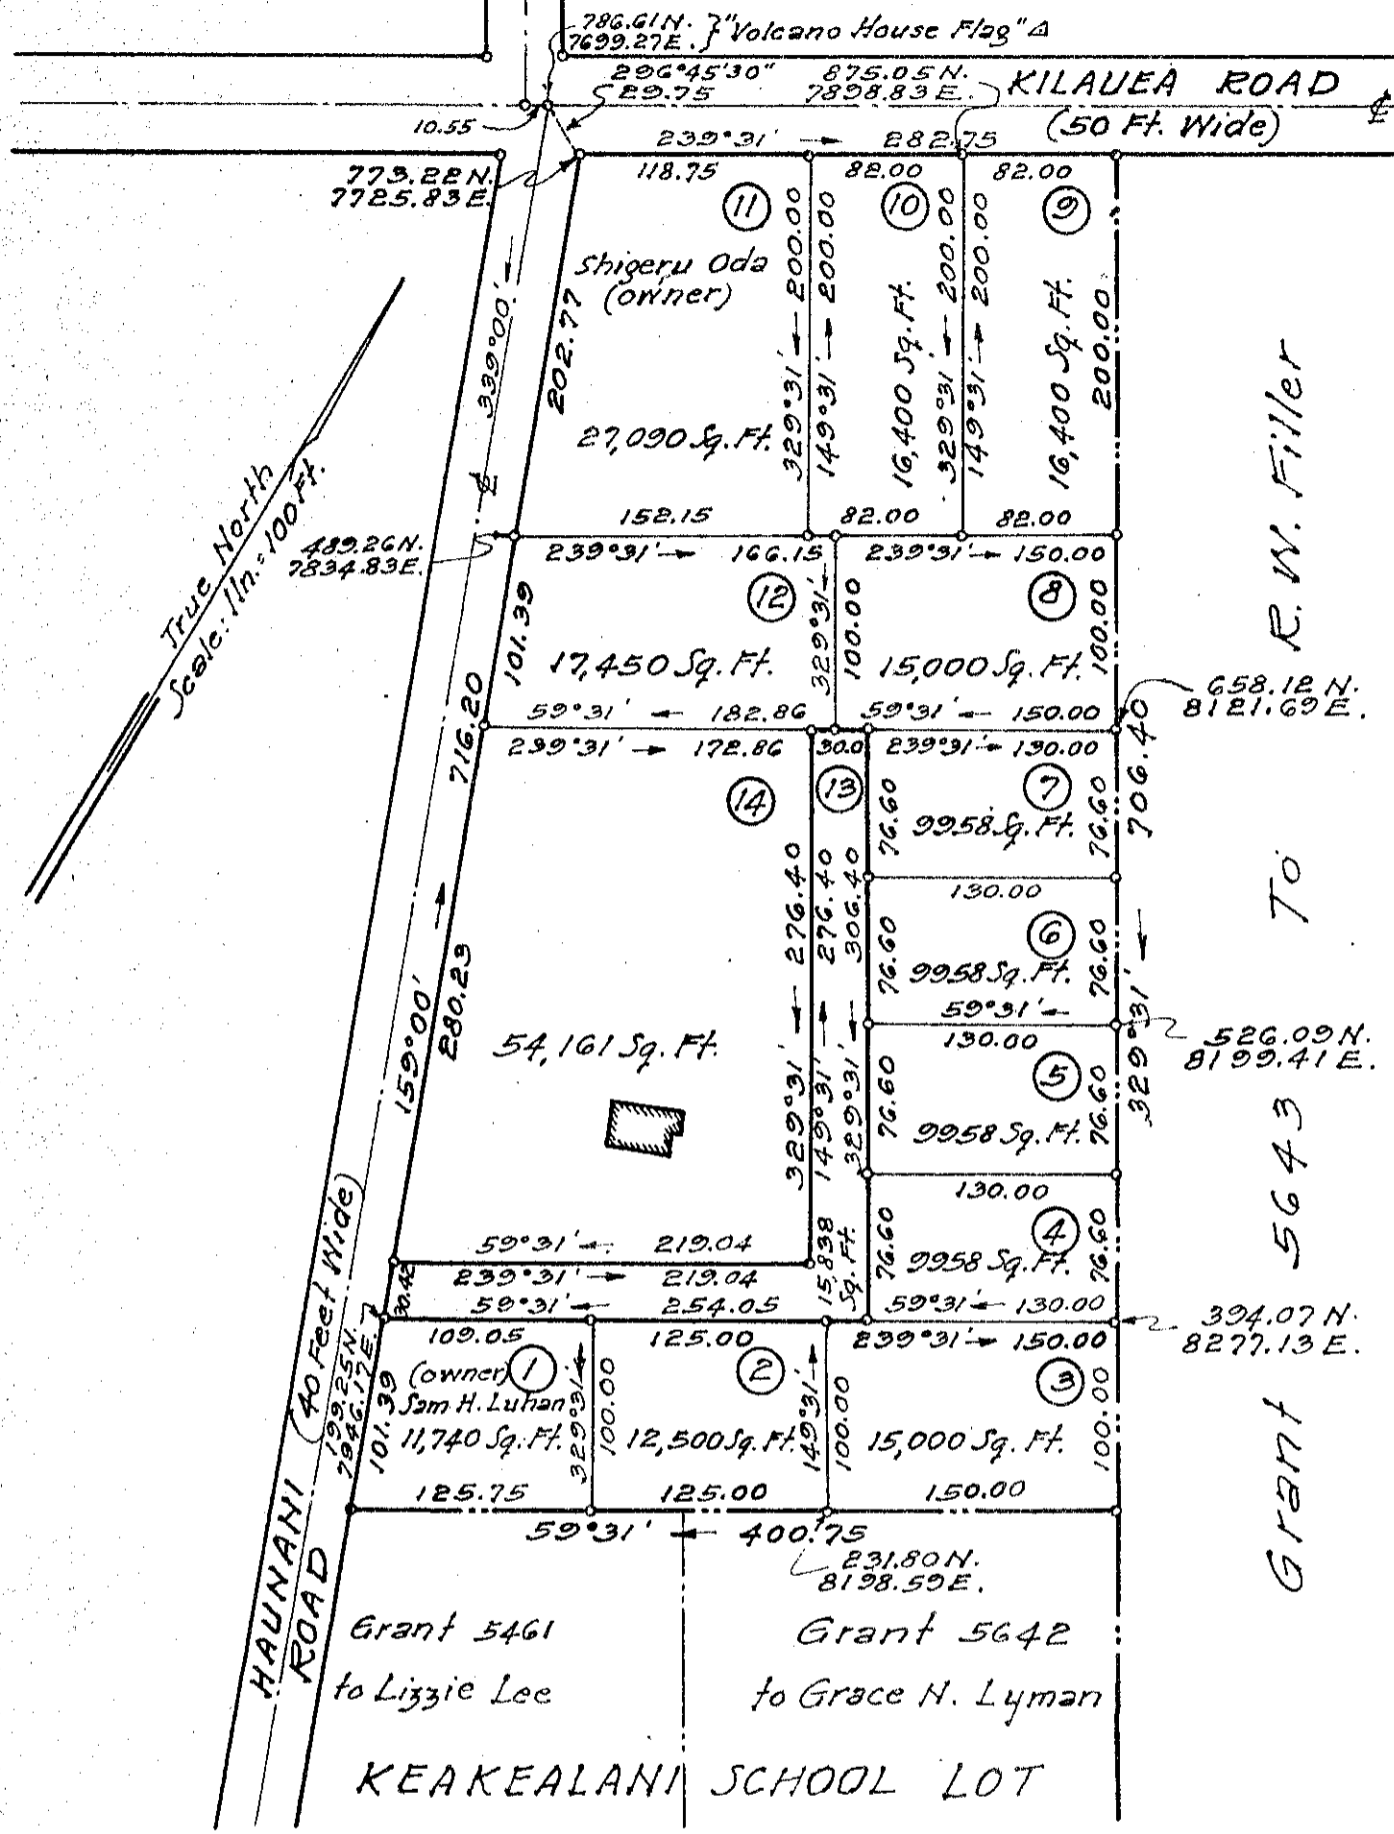 786.61 N. } "Volcano House Flag" △
7699.27 E.
296°45'30"
29.75
875.05 N.
7898.83 E.
KILAUEA ROAD
(50 Ft. Wide)
10.55
239°31' → 282.75
773.22 N.
7725.83 E.
118.75
82.00
82.00
11
10
9
Shigeru Oda
(owner)
27,090 Sq. Ft.
329°31' ← 200.00
149°31' → 200.00
16,400 Sq. Ft.
329°31' ← 200.00
149°31' → 200.00
16,400 Sq. Ft.
200.00
339°00' ←
202.77
True North
Scale: 1In.=100Ft.
152.15
82.00
82.00
489.26 N.
7834.83 E.
239°31' → 166.15
239°31' → 150.00
12
8
101.39
17,450 Sq. Ft.
329°31' ←
100.00
15,000 Sq. Ft.
100.00
658.12 N.
8121.69 E.
59°31' ← 182.86
59°31' ← 150.00
239°31' → 172.86
30.0
239°31' → 130.00
716.20
706.40
14
13
7
76.60
9958 Sq. Ft.
76.60
130.00
6
76.60
9958 Sq. Ft.
76.60
59°31' ←
130.00
526.09 N.
8199.41 E.
329°31' ←
329°31' ← 276.40
149°31' → 276.40
329°31' ← 306.40
159°00' →
280.23
54,161 Sq. Ft.
5
76.60
9958 Sq. Ft.
76.60
130.00
4
76.60
9958 Sq. Ft.
76.60
59°31' ← 219.04
239°31' → 219.04
15,838
Sq. Ft.
30.42
59°31' ← 254.05
59°31' ← 130.00
394.07 N.
8277.13 E.
109.05
125.00
239°31' → 150.00
199.25 N.
7946.17 E.
(owner)
1
Sam H. Luhan
11,740 Sq. Ft.
101.39
329°31' ←
100.00
2
12,500 Sq. Ft.
149°31' →
100.00
3
15,000 Sq. Ft.
100.00
125.75
125.00
150.00
59°31' ← 400.75
231.80 N.
8198.59 E.
HAUNANI
ROAD
(40 Feet Wide)
Grant 5461
to Lizzie Lee
Grant 5642
to Grace N. Lyman
KEAKEALANI SCHOOL LOT
Grant 5643 To R. W. Filler